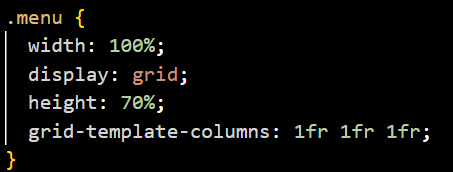 .menu {
  width: 100%;
  display: grid;
  height: 70%;
  grid-template-columns: 1fr 1fr 1fr;
}